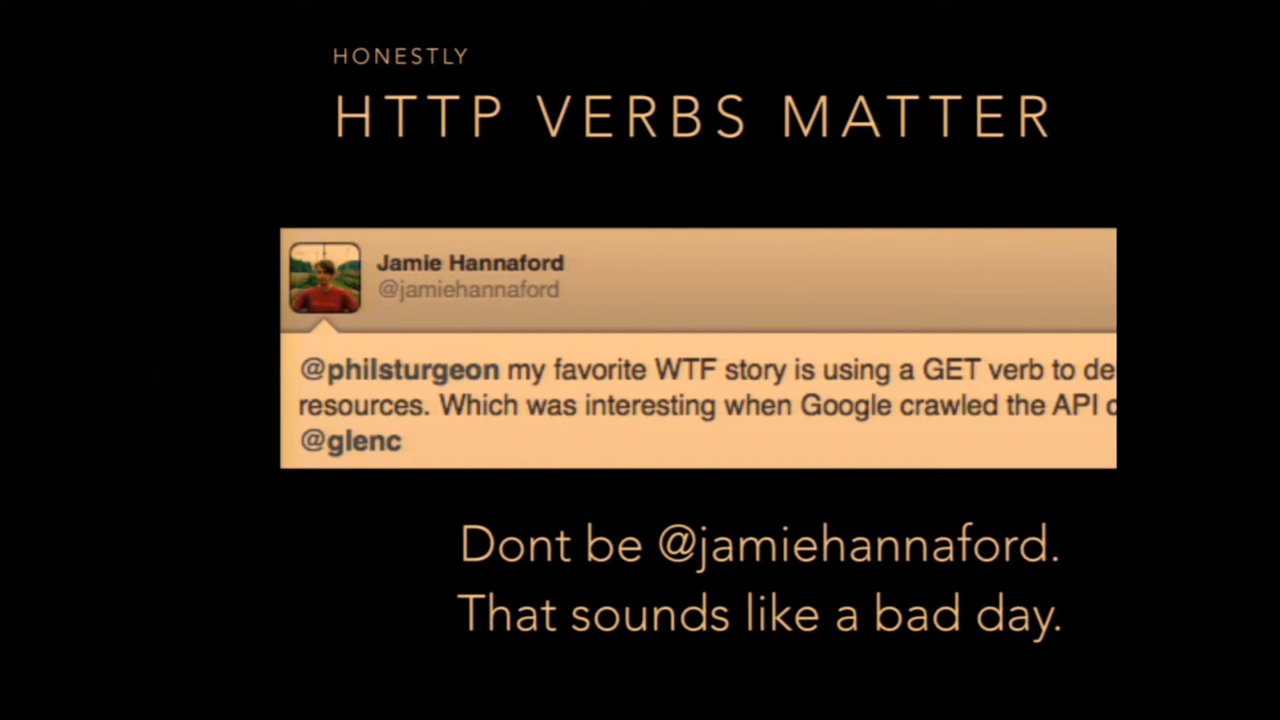 HONESTLY
HTTP VERBS MATTER
Jamie Hannaford
@jamiehannaford
@philsturgeon my favorite WTF story is using a GET verb to
resources. Which was interesting when Google crawled the API
@glenc
Dont be @jamiehannaford.
That sounds like a bad day.